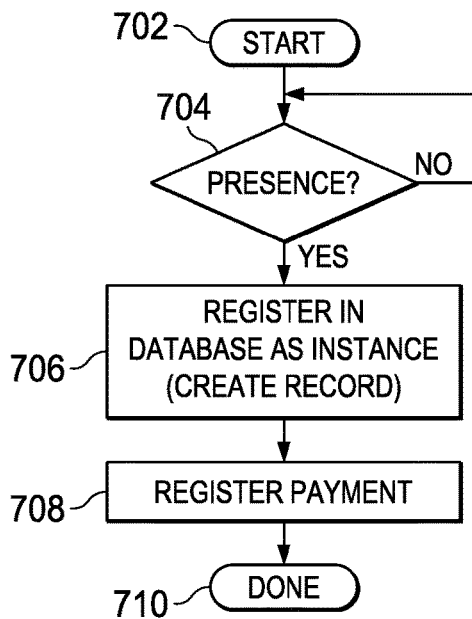 702
START
704
PRESENCE?
NO
YES
706
REGISTER IN
DATABASE AS INSTANCE
(CREATE RECORD)
708
REGISTER PAYMENT
710
DONE